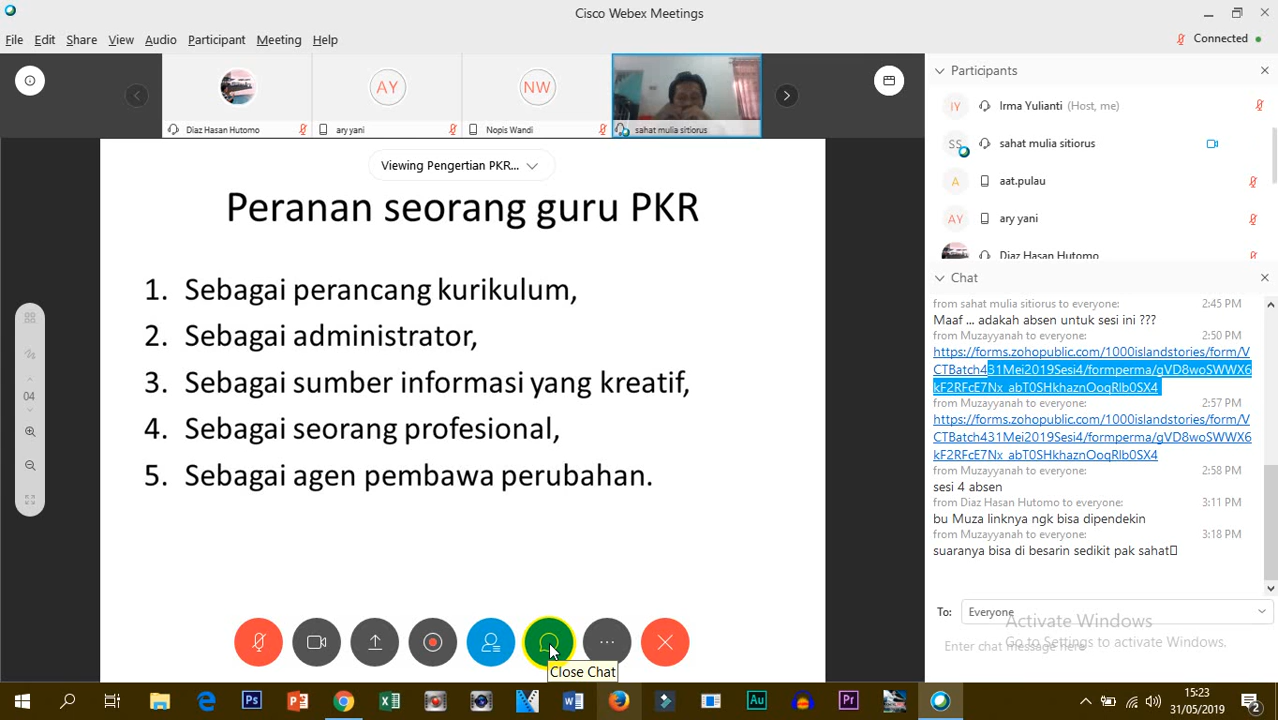 Cisco Webex Meetings
File Edit Share View Audio Participant Meeting Help
Connected
AY
NW
Diaz Hasan Hutomo
ary yani
Nopis Wandi
sahat mulia sitiorus
Viewing Pengertian PKR...
Peranan seorang guru PKR
1. Sebagai perancang kurikulum,
2. Sebagai administrator,
3. Sebagai sumber informasi yang kreatif,
4. Sebagai seorang profesional,
5. Sebagai agen pembawa perubahan.
04
Close Chat
Participants
IY Irma Yulianti (Host, me)
SS sahat mulia sitiorus
A aat.pulau
AY ary yani
Diaz Hasan Hutomo
Chat
from sahat mulia sitiorus to everyone: 2:45 PM
Maaf ... adakah absen untuk sesi ini ???
from Muzayyanah to everyone: 2:50 PM
https://forms.zohopublic.com/1000islandstories/form/V
CTBatch431Mei2019Sesi4/formperma/gVD8woSWWX6
kF2RFcE7Nx_abT0SHkhaznOoqRlb0SX4
from Muzayyanah to everyone: 2:57 PM
https://forms.zohopublic.com/1000islandstories/form/V
CTBatch431Mei2019Sesi4/formperma/gVD8woSWWX6
kF2RFcE7Nx_abT0SHkhaznOoqRlb0SX4
from Muzayyanah to everyone: 2:58 PM
sesi 4 absen
from Diaz Hasan Hutomo to everyone: 3:11 PM
bu Muza linknya ngk bisa dipendekin
from Muzayyanah to everyone: 3:18 PM
suaranya bisa di besarin sedikit pak sahat
To: Everyone
Enter chat message here
Activate Windows
Go to Settings to activate Windows.
Ps
Au
Pr
15:23
31/05/2019
2